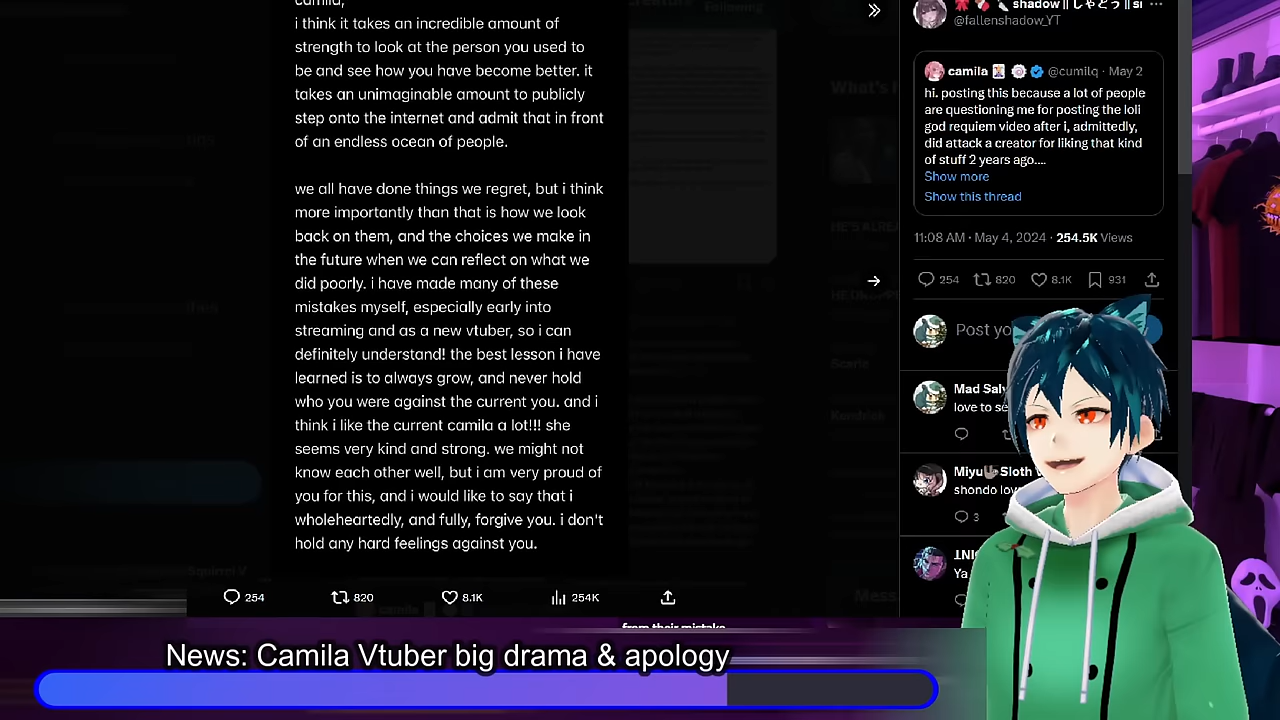 camila,
i think it takes an incredible amount of
strength to look at the person you used to
be and see how you have become better. it
takes an unimaginable amount to publicly
step onto the internet and admit that in front
of an endless ocean of people.
we all have done things we regret, but i think
more importantly than that is how we look
back on them, and the choices we make in
the future when we can reflect on what we
did poorly. i have made many of these
mistakes myself, especially early into
streaming and as a new vtuber, so i can
definitely understand! the best lesson i have
learned is to always grow, and never hold
who you were against the current you. and i
think i like the current camila a lot!!! she
seems very kind and strong. we might not
know each other well, but i am very proud of
you for this, and i would like to say that i
wholeheartedly, and fully, forgive you. i don't
hold any hard feelings against you.
254 820 8.1K 254K
shadow || しゃどう ||
@fallenshadow_YT
camila @cumilq · May 2
hi. posting this because a lot of people
are questioning me for posting the loli
god requiem video after i, admittedly,
did attack a creator for liking that kind
of stuff 2 years ago....
Show more
Show this thread
11:08 AM · May 4, 2024 · 254.5K Views
254 820 8.1K 931
Post
Mad
love to
Miyu Sloth
shondo
3
Following
What's
from their mistake
News: Camila Vtuber big drama & apology